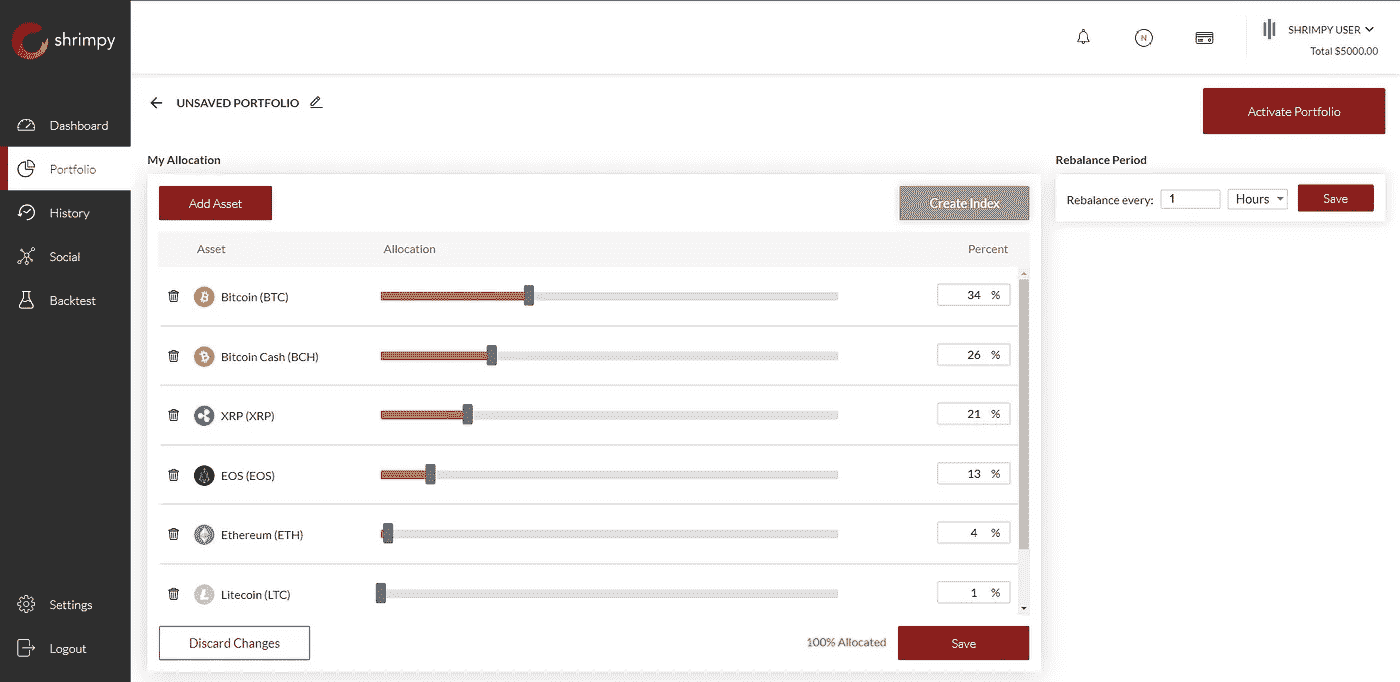 shrimpy
Dashboard
Portfolio
History
Social
Backtest
Settings
Logout
N
SHRIMPY USER
Total $5000.00
UNSAVED PORTFOLIO
Activate Portfolio
My Allocation
Add Asset
Create Index
Asset Allocation Percent
Bitcoin (BTC) 34 %
Bitcoin Cash (BCH) 26 %
XRP (XRP) 21 %
EOS (EOS) 13 %
Ethereum (ETH) 4 %
Litecoin (LTC) 1 %
Discard Changes
100% Allocated
Save
Rebalance Period
Rebalance every: 1 Hours Save